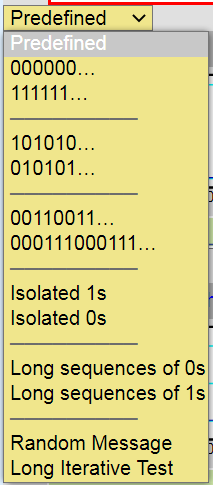 Predefined
Predefined
000000…
111111…
101010…
010101…
00110011…
000111000111…
Isolated 1s
Isolated 0s
Long sequences of 0s
Long sequences of 1s
Random Message
Long Iterative Test